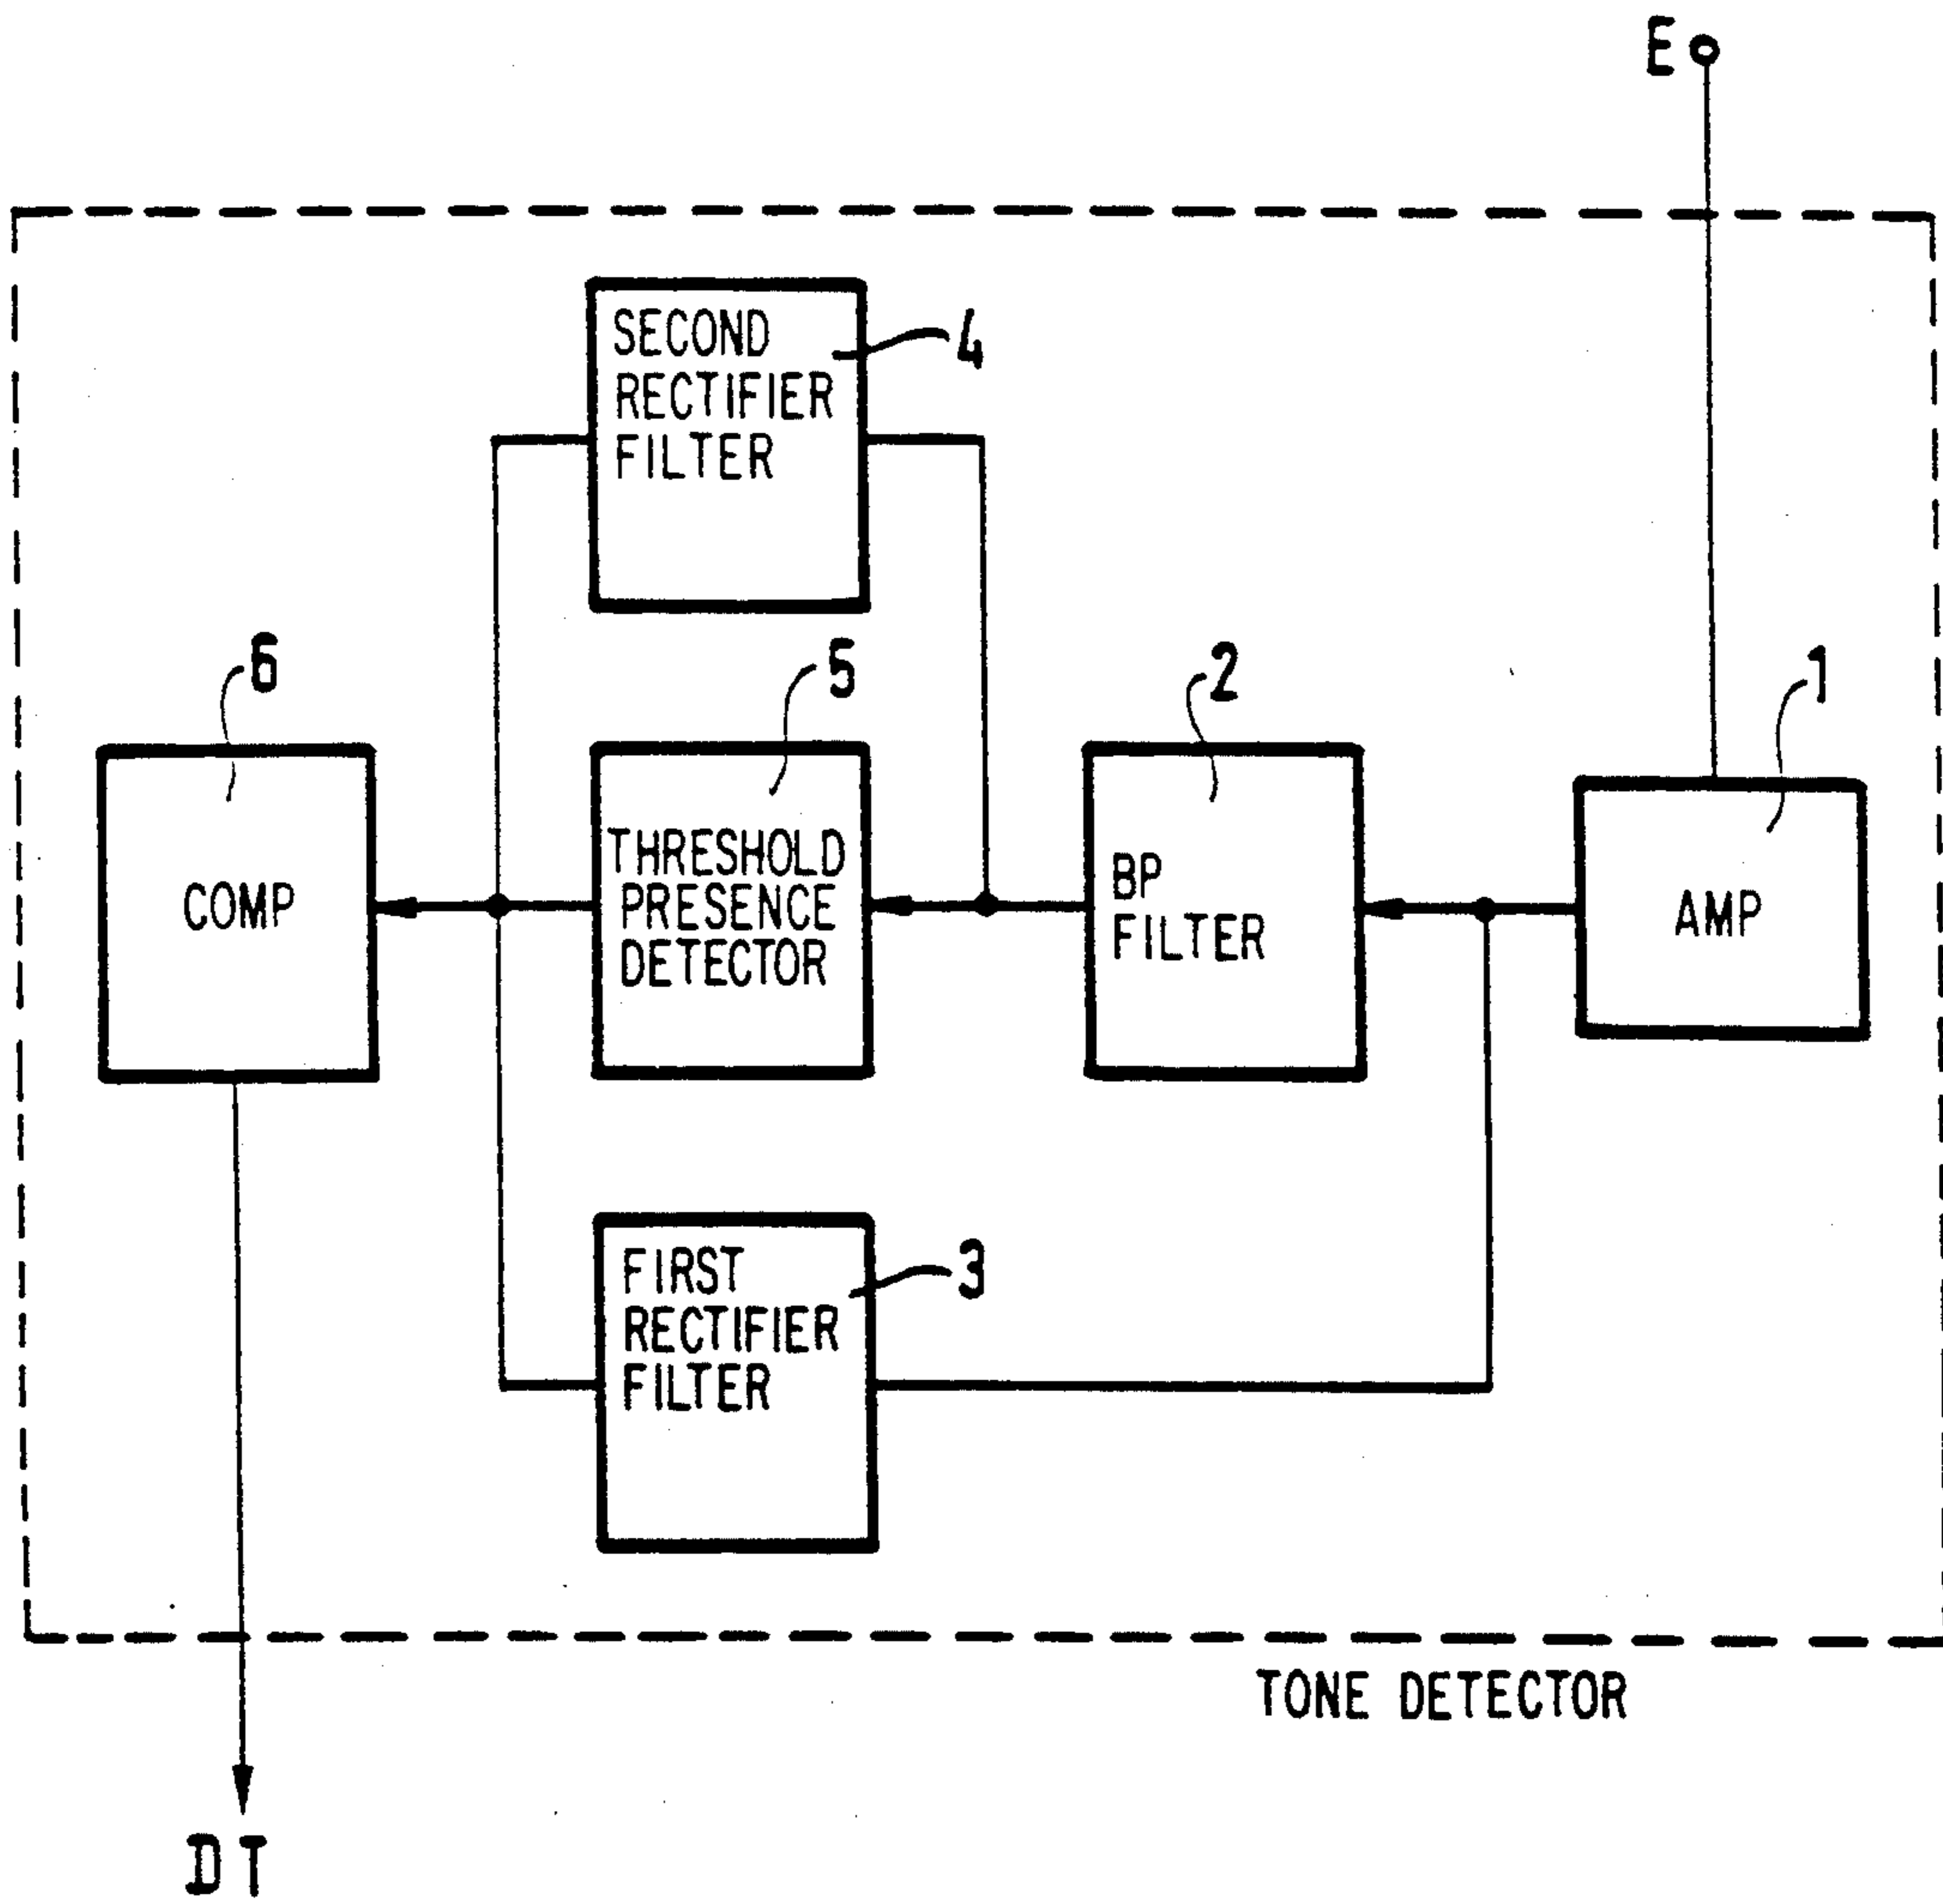 E
SECOND
RECTIFIER
FILTER
4
6
5
2
1
COMP
THRESHOLD
PRESENCE
DETECTOR
BP
FILTER
AMP
FIRST
RECTIFIER
FILTER
3
TONE DETECTOR
DT